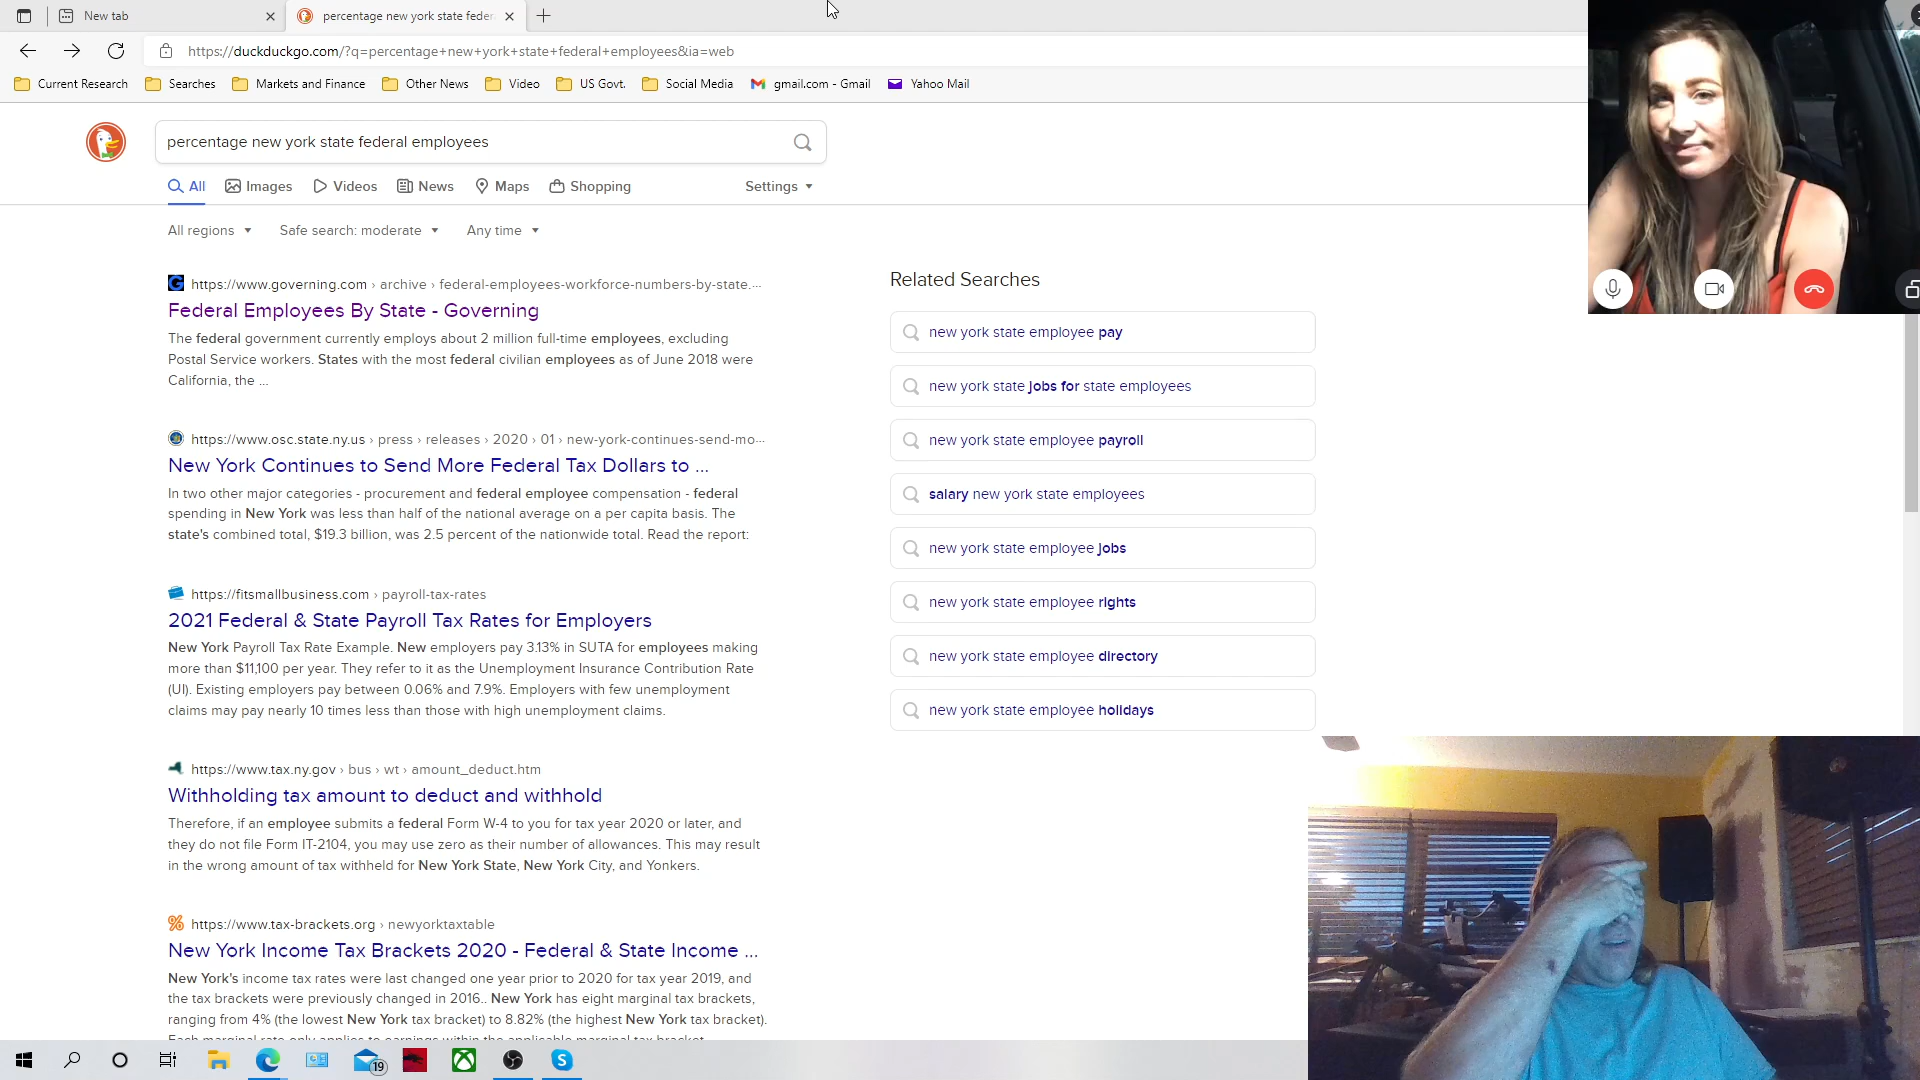 New tab
percentage new york state feder
https://duckduckgo.com/?q=percentage+new+york+state+federal+employees&ia=web
Current Research
Searches
Markets and Finance
Other News
Video
US Govt.
Social Media
gmail.com - Gmail
Yahoo Mail
percentage new york state federal employees
All
Images
Videos
News
Maps
Shopping
Settings
All regions
Safe search: moderate
Any time
https://www.governing.com › archive › federal-employees-workforce-numbers-by-state....
Federal Employees By State - Governing
The federal government currently employs about 2 million full-time employees, excluding
Postal Service workers. States with the most federal civilian employees as of June 2018 were
California, the ...
https://www.osc.state.ny.us › press › releases › 2020 › 01 › new-york-continues-send-mo...
New York Continues to Send More Federal Tax Dollars to ...
In two other major categories - procurement and federal employee compensation - federal
spending in New York was less than half of the national average on a per capita basis. The
state's combined total, $19.3 billion, was 2.5 percent of the nationwide total. Read the report:
https://fitsmallbusiness.com › payroll-tax-rates
2021 Federal & State Payroll Tax Rates for Employers
New York Payroll Tax Rate Example. New employers pay 3.13% in SUTA for employees making
more than $11,100 per year. They refer to it as the Unemployment Insurance Contribution Rate
(UI). Existing employers pay between 0.06% and 7.9%. Employers with few unemployment
claims may pay nearly 10 times less than those with high unemployment claims.
https://www.tax.ny.gov › bus › wt › amount_deduct.htm
Withholding tax amount to deduct and withhold
Therefore, if an employee submits a federal Form W-4 to you for tax year 2020 or later, and
they do not file Form IT-2104, you may use zero as their number of allowances. This may result
in the wrong amount of tax withheld for New York State, New York City, and Yonkers.
https://www.tax-brackets.org › newyorktaxtable
New York Income Tax Brackets 2020 - Federal & State Income ...
New York's income tax rates were last changed one year prior to 2020 for tax year 2019, and
the tax brackets were previously changed in 2016.. New York has eight marginal tax brackets,
ranging from 4% (the lowest New York tax bracket) to 8.82% (the highest New York tax bracket).
Each marginal rate only applies to earnings within the applicable marginal tax bracket
Related Searches
new york state employee pay
new york state jobs for state employees
new york state employee payroll
salary new york state employees
new york state employee jobs
new york state employee rights
new york state employee directory
new york state employee holidays
19